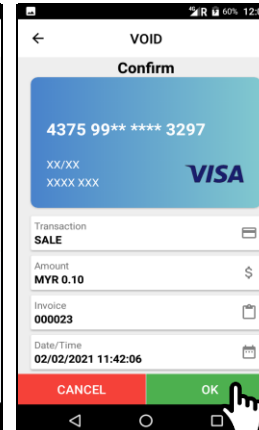 R 60% 12:
VOID
Confirm
4375 99** **** 3297
XX/XX
XXXX XXX
VISA
Transaction
SALE
Amount
MYR 0.10
$
Invoice
000023
Date/Time
02/02/2021 11:42:06
CANCEL
OK